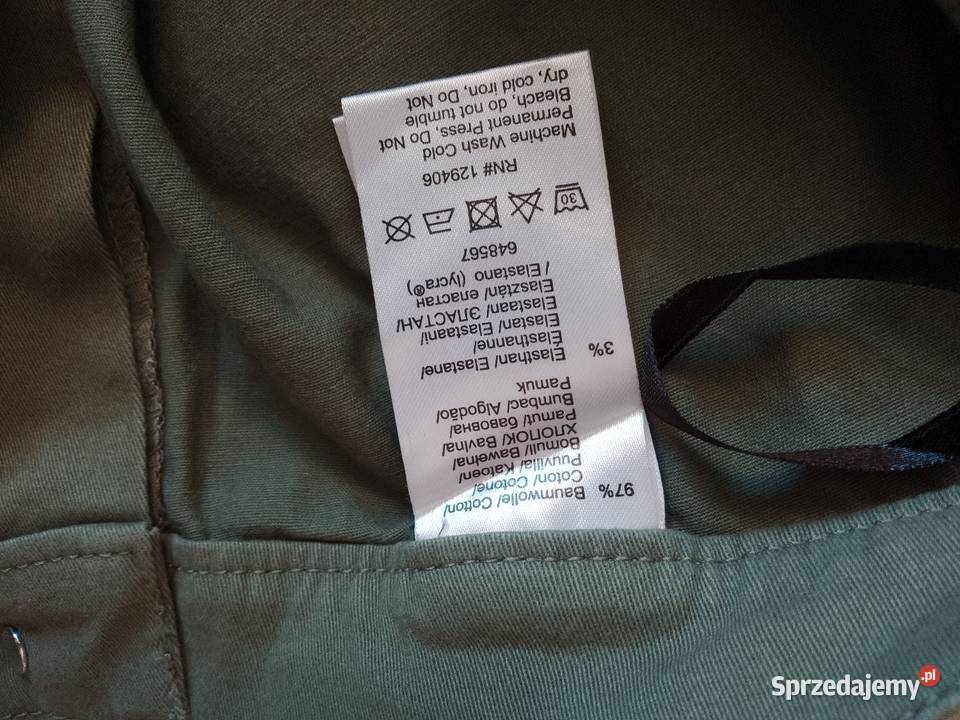 97% Baumwolle/ Cotton/
Coton/ Cotone/
Puuvilla/ Katoen/
Bomull/ Bawełna/
ХЛОПОК/ Bavlna/
Pamut/ бавовна/
Bumbac/ Algodão/
Pamuk
3% Elasthan/ Elastane/
Élasthanne/
Elastan/ Elastaani/
Elastaan/ ЭЛАСТАН/
Elasztán/ еластан
/ Elastano (lycra®)
648567
30
RN# 129406
Machine Wash Cold
Permanent Press, Do Not
Bleach, do not tumble
dry, cold iron, Do Not
Sprzedajemy.pl